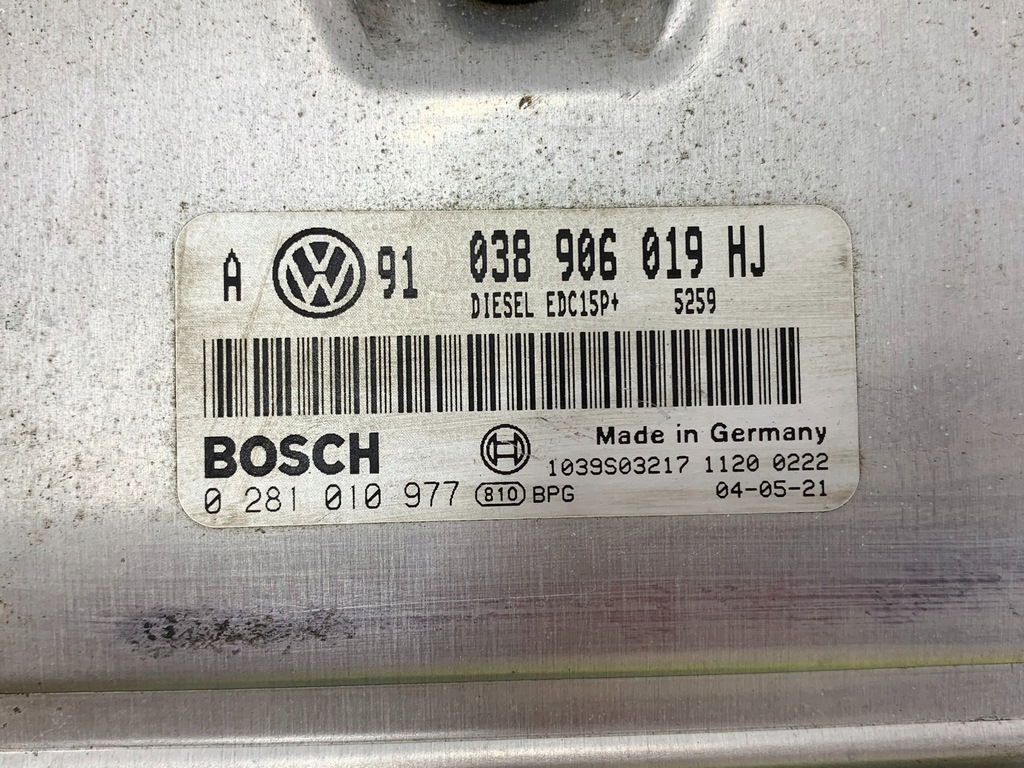 A VW 91 038 906 019 HJ
DIESEL EDC15P+ 5259
BOSCH Made in Germany
1039S03217 1120 0222
0 281 010 977 810 BPG 04-05-21